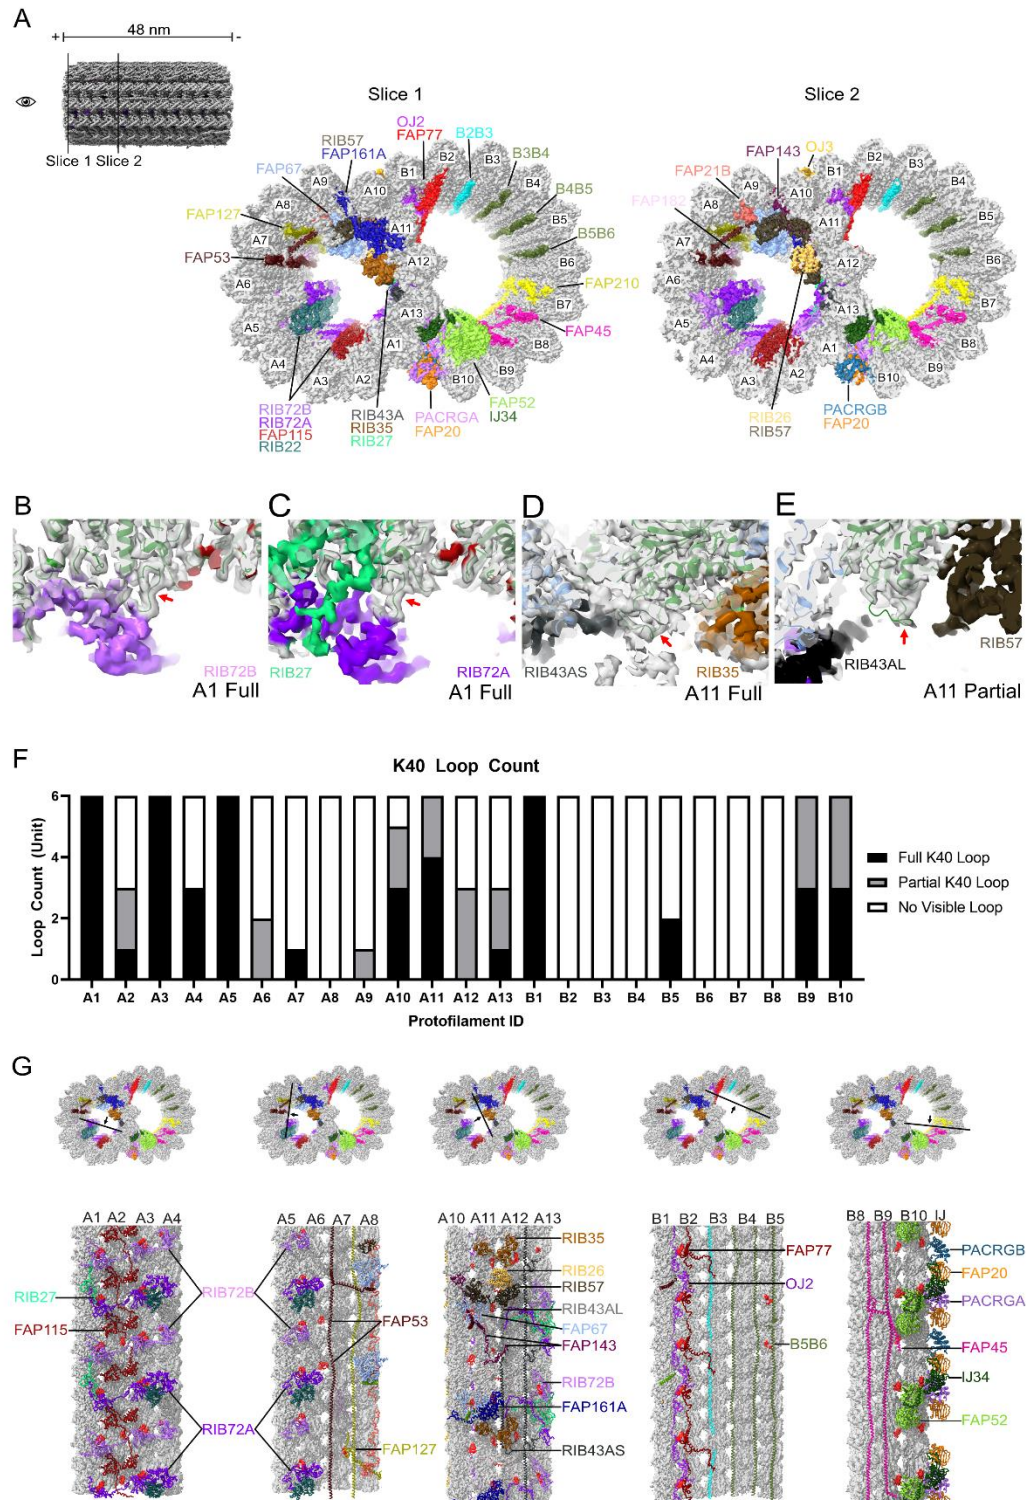 A
48 nm
+
-
Slice 1 Slice 2
Slice 1
OJ2
FAP77
B2B3
RIB57
FAP161A
B3B4
FAP67
B4B5
FAP127
B5B6
FAP53
FAP210
FAP45
RIB72B
RIB72A
FAP115
RIB22
RIB43A
RIB35
RIB27
PACRGA
FAP20
FAP52
IJ34
A1
A2
A3
A4
A5
A6
A7
A8
A9
A10
A11
A12
A13
B1
B2
B3
B4
B5
B6
B7
B8
B9
B10
Slice 2
FAP143
OJ3
FAP21B
FAP182
RIB26
RIB57
PACRGB
FAP20
A1
A2
A3
A4
A5
A6
A7
A8
A9
A10
A11
A12
A13
B1
B2
B3
B4
B5
B6
B7
B8
B9
B10
B
RIB72B
A1 Full
C
RIB27
RIB72A
A1 Full
D
RIB43AS
RIB35
A11 Full
E
RIB43AL
RIB57
A11 Partial
F
K40 Loop Count
Loop Count (Unit)
6
4
2
0
A1 A2 A3 A4 A5 A6 A7 A8 A9 A10 A11 A12 A13 B1 B2 B3 B4 B5 B6 B7 B8 B9 B10
Protofilament ID
Full K40 Loop
Partial K40 Loop
No Visible Loop
G
A1 A2 A3 A4
RIB27
FAP115
RIB72B
RIB72A
A5 A6 A7 A8
FAP53
FAP127
A10 A11 A12 A13
RIB35
RIB26
RIB57
RIB43AL
FAP67
FAP143
RIB72B
FAP161A
RIB43AS
B1 B2 B3 B4 B5
FAP77
OJ2
B5B6
B8 B9 B10 IJ
PACRGB
FAP20
PACRGA
FAP45
IJ34
FAP52